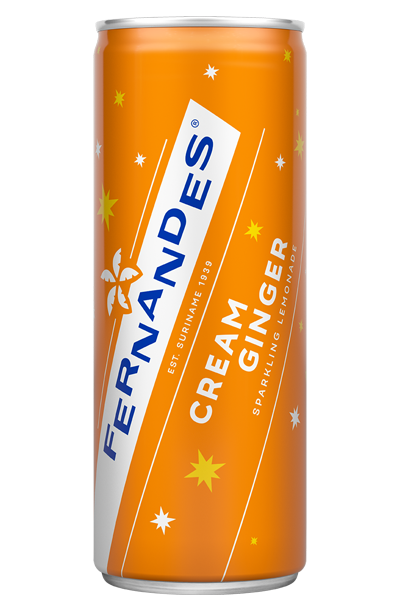 FERNANDES®
EST. SURINAME 1939
CREAM
GINGER
SPARKLING LEMONADE